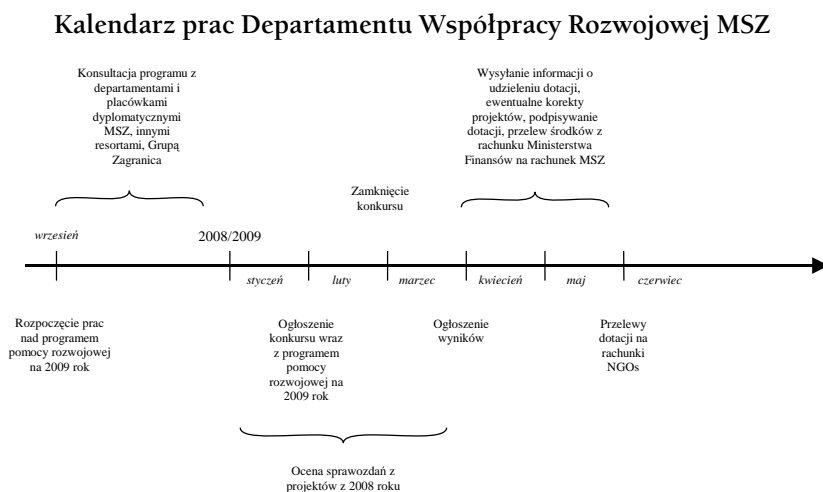 Kalendarz prac Departamentu Współpracy Rozwojowej MSZ
Konsultacja programu z
departamentami i
placówkami
dyplomatycznymi
MSZ, innymi
resortami, Grupą
Zagranica
Wysyłanie informacji o
udzieleniu dotacji,
ewentualne korekty
projektów, podpisywanie
dotacji, przelew środków z
rachunku Ministerstwa
Finansów na rachunek MSZ
Zamknięcie
konkursu
wrzesień
2008/2009
styczeń
luty
marzec
kwiecień
maj
czerwiec
Rozpoczęcie prac
nad programem
pomocy rozwojowej
na 2009 rok
Ogłoszenie
konkursu wraz
z programem
pomocy
rozwojowej na
2009 rok
Ogłoszenie
wyników
Przelewy
dotacji na
rachunki
NGOs
Ocena sprawozdań z
projektów z 2008 roku